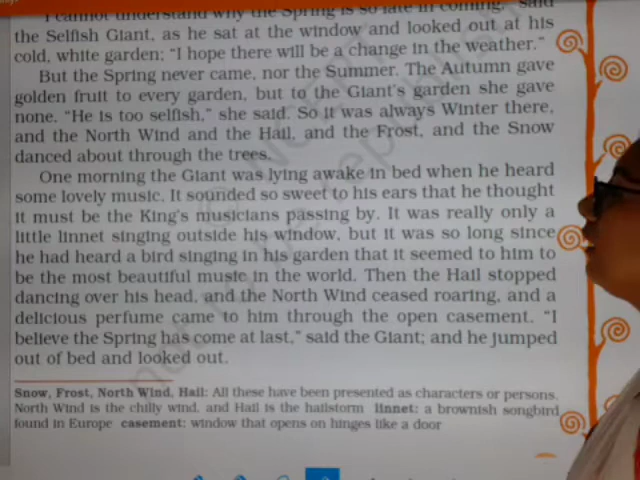 I cannot understand why the Spring is so late in coming," said
the Selfish Giant, as he sat at the window and looked out at his
cold, white garden; "I hope there will be a change in the weather."
But the Spring never came, nor the Summer. The Autumn gave
golden fruit to every garden, but to the Giant's garden she gave
none. "He is too selfish," she said. So it was always Winter there,
and the North Wind and the Hail, and the Frost, and the Snow
danced about through the trees.
One morning the Giant was lying awake in bed when he heard
some lovely music. It sounded so sweet to his ears that he thought
it must be the King's musicians passing by. It was really only a
little linnet singing outside his window, but it was so long since
he had heard a bird singing in his garden that it seemed to him to
be the most beautiful music in the world. Then the Hail stopped
dancing over his head, and the North Wind ceased roaring, and a
delicious perfume came to him through the open casement. "I
believe the Spring has come at last," said the Giant; and he jumped
out of bed and looked out.
Snow, Frost, North Wind, Hail: All these have been presented as characters or persons.
North Wind is the chilly wind, and Hail is the hailstorm linnet: a brownish songbird
found in Europe casement: window that opens on hinges like a door